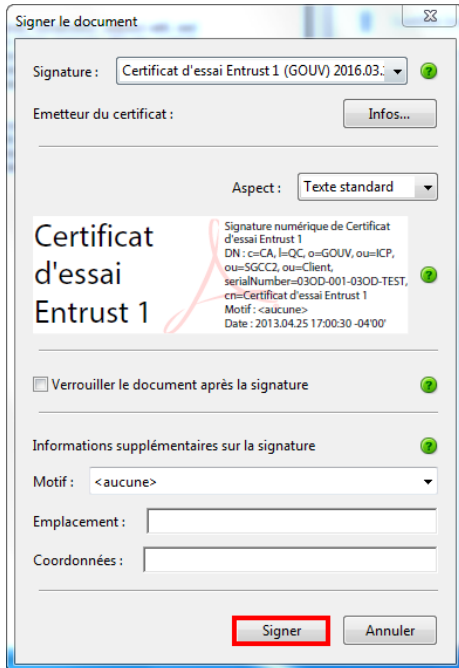 Signer le document
Signature : Certificat d'essai Entrust 1 (GOUV) 2016.03.
Emetteur du certificat : Infos...
Aspect : Texte standard
Certificat
d'essai
Entrust 1
Signature numérique de Certificat
d'essai Entrust 1
DN : c=CA, l=QC, o=GOUV, ou=ICP,
ou=SGCC2, ou=Client,
serialNumber=03OD-001-03OD-TEST,
cn=Certificat d'essai Entrust 1
Motif : <aucune>
Date : 2013.04.25 17:00:30 -04'00'
Verrouiller le document après la signature
Informations supplémentaires sur la signature
Motif : <aucune>
Emplacement :
Coordonnées :
Signer Annuler